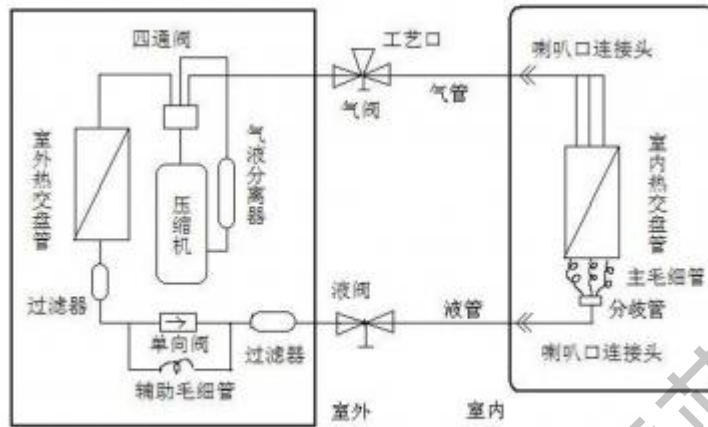 四通阀
工艺口
喇叭口连接头
气阀
气管
室外热交盘管
气液分离器
压缩机
室内热交盘管
主毛细管
过滤器
液阀
液管
分歧管
单向阀
过滤器
喇叭口连接头
辅助毛细管
室外
室内